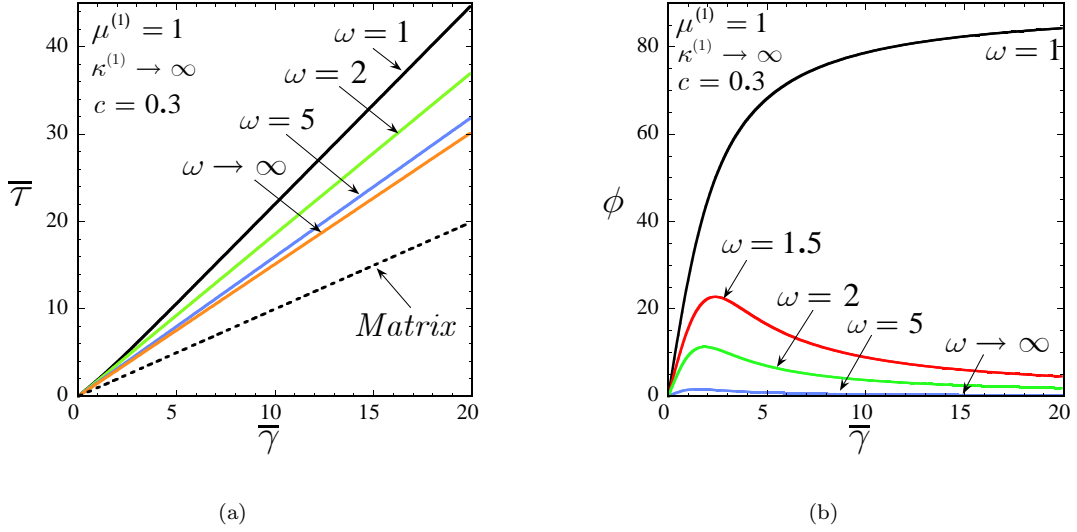 μ^(1) = 1
κ^(1) → ∞
c = 0.3
ω = 1
ω = 2
ω = 5
ω → ∞
Matrix
τ̅
40
30
20
10
0
0
5
10
15
20
γ̅
(a)
μ^(1) = 1
κ^(1) → ∞
c = 0.3
ω = 1
ω = 1.5
ω = 2
ω = 5
ω → ∞
ϕ
80
60
40
20
0
0
5
10
15
20
γ̅
(b)